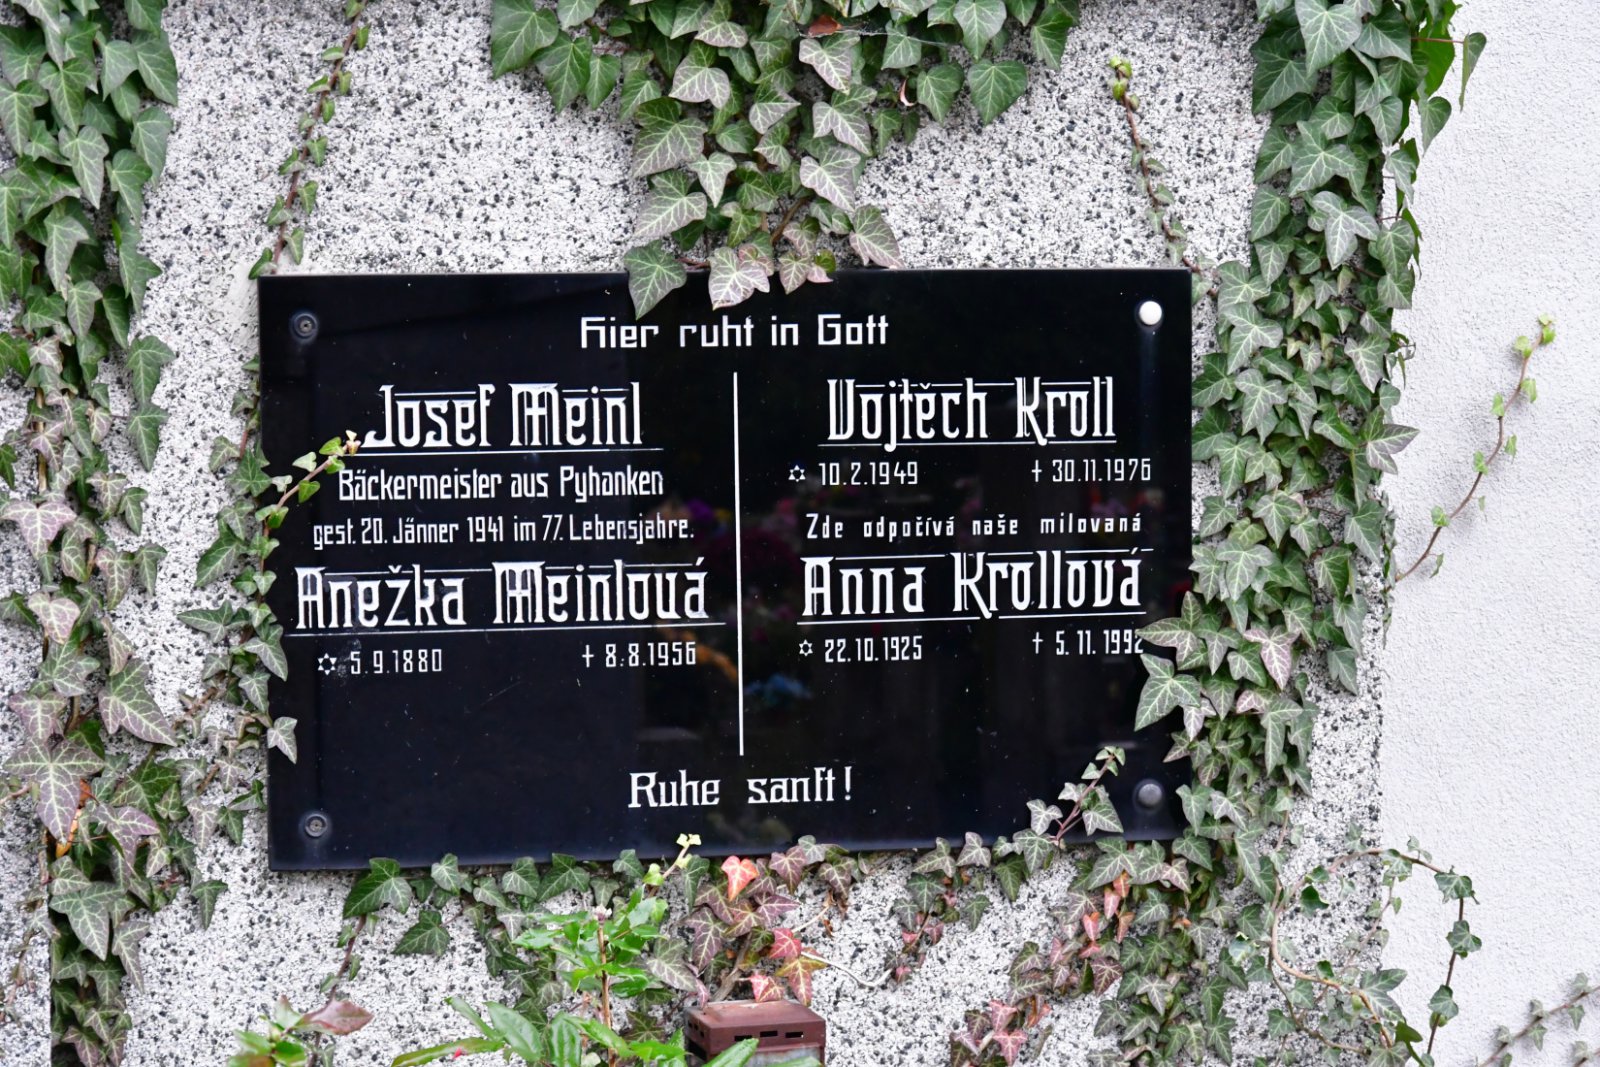 Hier ruht in Gott
Josef Meinl
Bäckermeister aus Pyhanken
gest. 20. Jänner 1941 im 77. Lebensjahre.
Anežka Meinlová
✡ 5.9.1880 † 8.8.1956
Vojtěch Kroll
✡ 10.2.1949 † 30.11.1976
Zde odpočívá naše milovaná
Anna Krollová
✡ 22.10.1925 † 5.11.1992
Ruhe sanft!